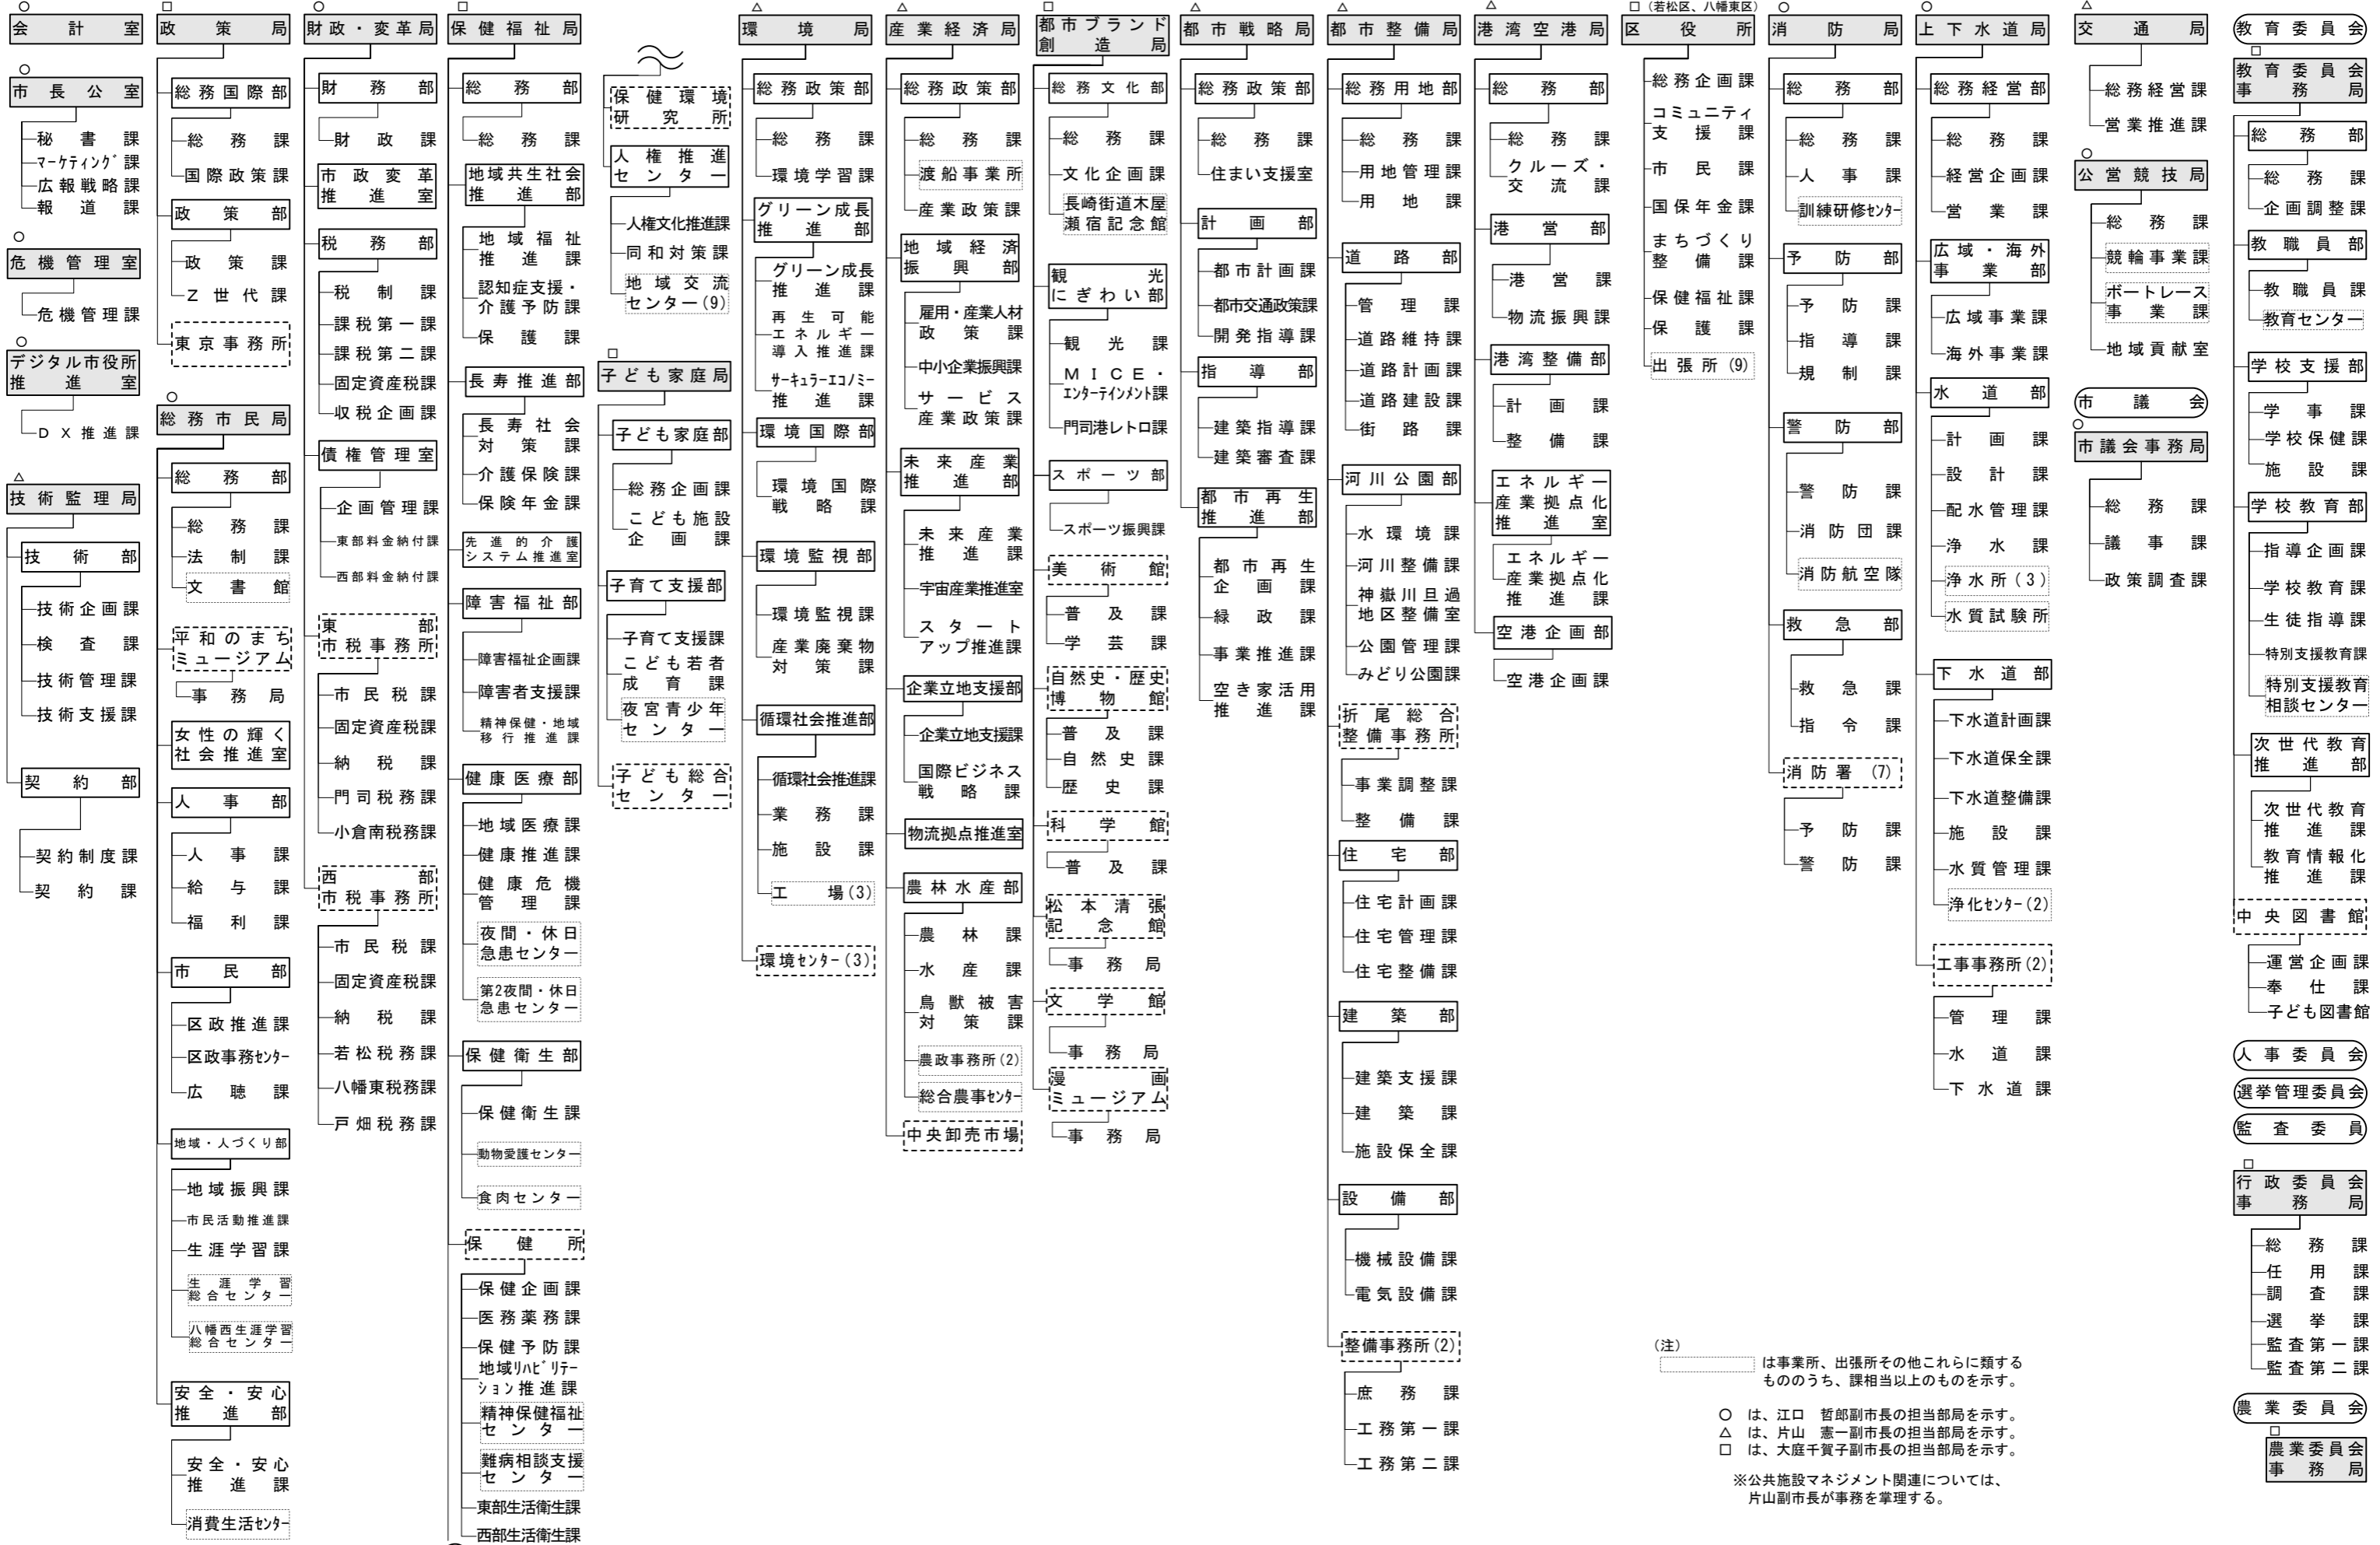 ○
会計室
○
市長公室
秘書課
マーケティング課
広報戦略課
報道課
○
危機管理室
危機管理課
○
デジタル市役所
推進室
DX推進課
△
技術監理局
技術部
技術企画課
検査課
技術管理課
技術支援課
契約部
契約制度課
契約課
□
政策局
総務国際部
総務課
国際政策課
政策部
政策課
Z世代課
東京事務所
○
総務市民局
総務部
総務課
法制課
文書館
平和のまち
ミュージアム
事務局
女性の輝く
社会推進室
人事部
人事課
給与課
福利課
市民部
区政推進課
区政事務センター
広聴課
地域・人づくり部
地域振興課
市民活動推進課
生涯学習課
生涯学習
総合センター
八幡西生涯学習
総合センター
安全・安心
推進部
安全・安心
推進課
消費生活センター
○
財政・変革局
財務部
財政課
市政変革
推進室
税務部
税制課
課税第一課
課税第二課
固定資産税課
収税企画課
債権管理室
企画管理課
東部料金納付課
西部料金納付課
東部
市税事務所
市民税課
固定資産税課
納税課
門司税務課
小倉南税務課
西部
市税事務所
市民税課
固定資産税課
納税課
若松税務課
八幡東税務課
戸畑税務課
□
保健福祉局
総務部
総務課
地域共生社会
推進部
地域福祉
推進課
認知症支援・
介護予防課
保護課
長寿推進部
長寿社会
対策課
介護保険課
保険年金課
先進的介護
システム推進室
障害福祉部
障害福祉企画課
障害者支援課
精神保健・地域
移行推進課
健康医療部
地域医療課
健康推進課
健康危機
管理課
夜間・休日
急患センター
第2夜間・休日
急患センター
保健衛生部
保健衛生課
動物愛護センター
食肉センター
保健所
保健企画課
医務薬務課
保健予防課
地域リハビリテー
ション推進課
精神保健福祉
センター
難病相談支援
センター
東部生活衛生課
西部生活衛生課
保健環境
研究所
人権推進
センター
人権文化推進課
同和対策課
地域交流
センター(9)
□
子ども家庭局
子ども家庭部
総務企画課
こども施設
企画課
子育て支援部
子育て支援課
こども若者
成育課
夜宮青少年
センター
子ども総合
センター
△
環境局
総務政策部
総務課
環境学習課
グリーン成長
推進部
グリーン成長
推進課
再生可能
エネルギー
導入推進課
サーキュラーエコノミー
推進課
環境国際部
環境国際
戦略課
環境監視部
環境監視課
産業廃棄物
対策課
循環社会推進部
循環社会推進課
業務課
施設課
工場(3)
環境センター(3)
△
産業経済局
総務政策部
総務課
渡船事業所
産業政策課
地域経済
振興部
雇用・産業人材
政策課
中小企業振興課
サービス
産業政策課
未来産業
推進部
未来産業
推進課
宇宙産業推進室
スタート
アップ推進課
企業立地支援部
企業立地支援課
国際ビジネス
戦略課
物流拠点推進室
農林水産部
農林課
水産課
鳥獣被害
対策課
農政事務所(2)
総合農事センター
中央卸売市場
□
都市ブランド
創造局
総務文化部
総務課
文化企画課
長崎街道木屋
瀬宿記念館
観光
にぎわい部
観光課
MICE・
エンターテインメント課
門司港レトロ課
スポーツ部
スポーツ振興課
美術館
普及課
学芸課
自然史・歴史
博物館
普及課
自然史課
歴史課
科学館
普及課
松本清張
記念館
事務局
文学館
事務局
漫画
ミュージアム
事務局
△
都市戦略局
総務政策部
総務課
住まい支援室
計画部
都市計画課
都市交通政策課
開発指導課
指導部
建築指導課
建築審査課
都市再生
推進部
都市再生
企画課
緑政課
事業推進課
空き家活用
推進課
△
都市整備局
総務用地部
総務課
用地管理課
用地課
道路部
管理課
道路維持課
道路計画課
道路建設課
街路課
河川公園部
水環境課
河川整備課
神嶽川旦過
地区整備室
公園管理課
みどり公園課
折尾総合
整備事務所
事業調整課
整備課
住宅部
住宅計画課
住宅管理課
住宅整備課
建築部
建築支援課
建築課
施設保全課
設備部
機械設備課
電気設備課
整備事務所(2)
庶務課
工務第一課
工務第二課
△
港湾空港局
総務部
総務課
クルーズ・
交流課
港営部
港営課
物流振興課
港湾整備部
計画課
整備課
エネルギー
産業拠点化
推進室
エネルギー
産業拠点化
推進課
空港企画部
空港企画課
□(若松区、八幡東区)
区役所
総務企画課
コミュニティ
支援課
市民課
国保年金課
まちづくり
整備課
保健福祉課
保護課
出張所(9)
○
消防局
総務部
総務課
人事課
訓練研修センター
予防部
予防課
指導課
規制課
警防部
警防課
消防団課
消防航空隊
救急部
救急課
指令課
消防署(7)
予防課
警防課
○
上下水道局
総務経営部
総務課
経営企画課
営業課
広域・海外
事業部
広域事業課
海外事業課
水道部
計画課
設計課
配水管理課
浄水課
浄水所(3)
水質試験所
下水道部
下水道計画課
下水道保全課
下水道整備課
施設課
水質管理課
浄化センター(2)
工事事務所(2)
管理課
水道課
下水道課
△
交通局
総務経営課
営業推進課
○
公営競技局
総務課
競輪事業課
ボートレース
事業課
地域貢献室
市議会
○
市議会事務局
総務課
議事課
政策調査課
教育委員会
□
教育委員会
事務局
総務部
総務課
企画調整課
教職員部
教職員課
教育センター
学校支援部
学事課
学校保健課
施設課
学校教育部
指導企画課
学校教育課
生徒指導課
特別支援教育課
特別支援教育
相談センター
次世代教育
推進部
次世代教育
推進課
教育情報化
推進課
中央図書館
運営企画課
奉仕課
子ども図書館
人事委員会
選挙管理委員会
監査委員
□
行政委員会
事務局
総務課
任用課
調査課
選挙課
監査第一課
監査第二課
農業委員会
□
農業委員会
事務局
(注)
は事業所、出張所その他これらに類する
もののうち、課相当以上のものを示す。
○ は、江口 哲郎副市長の担当部局を示す。
△ は、片山 憲一副市長の担当部局を示す。
□ は、大庭千賀子副市長の担当部局を示す。
※公共施設マネジメント関連については、
片山副市長が事務を掌理する。